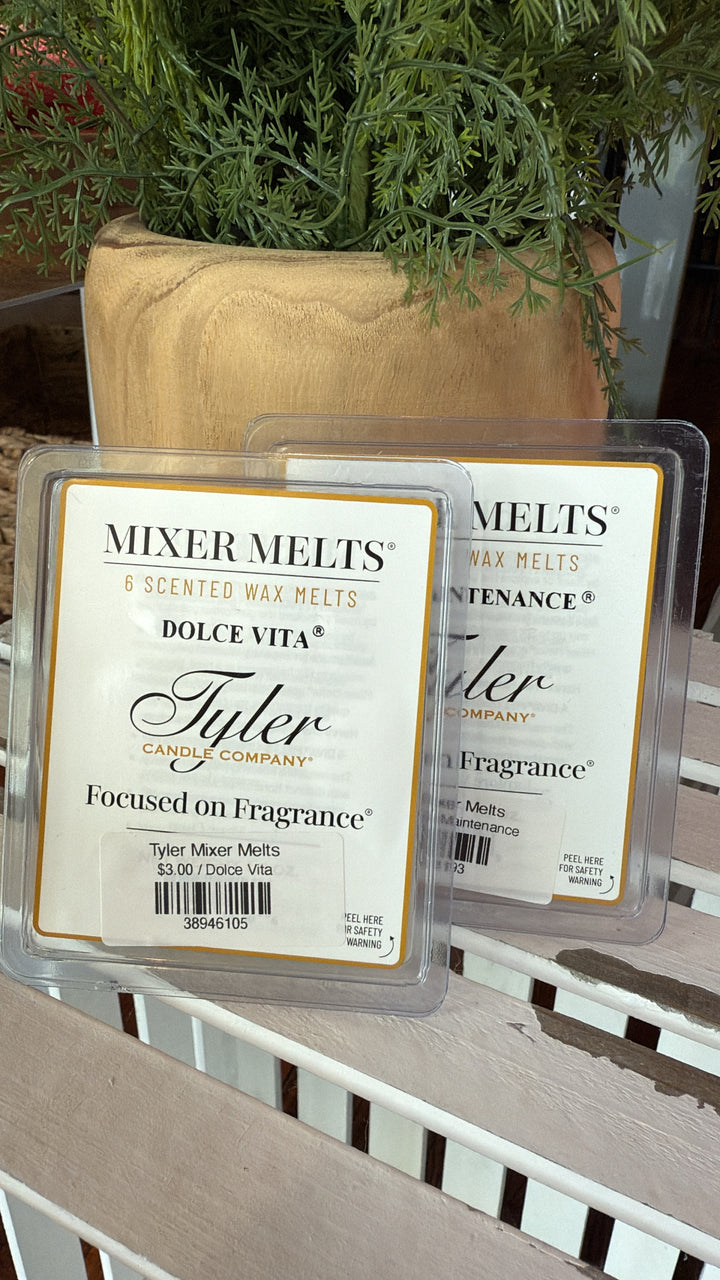 MIXER MELTS®
6 SCENTED WAX MELTS
DOLCE VITA®
Tyler
CANDLE COMPANY®
Focused on Fragrance®
Tyler Mixer Melts
$3.00 / Dolce Vita
38946105
PEEL HERE
FOR SAFETY
WARNING
MELTS®
WAX MELTS
NTENANCE®
yler
COMPANY®
n Fragrance®
er Melts
Maintenance
193
PEEL HERE
FOR SAFETY
WARNING